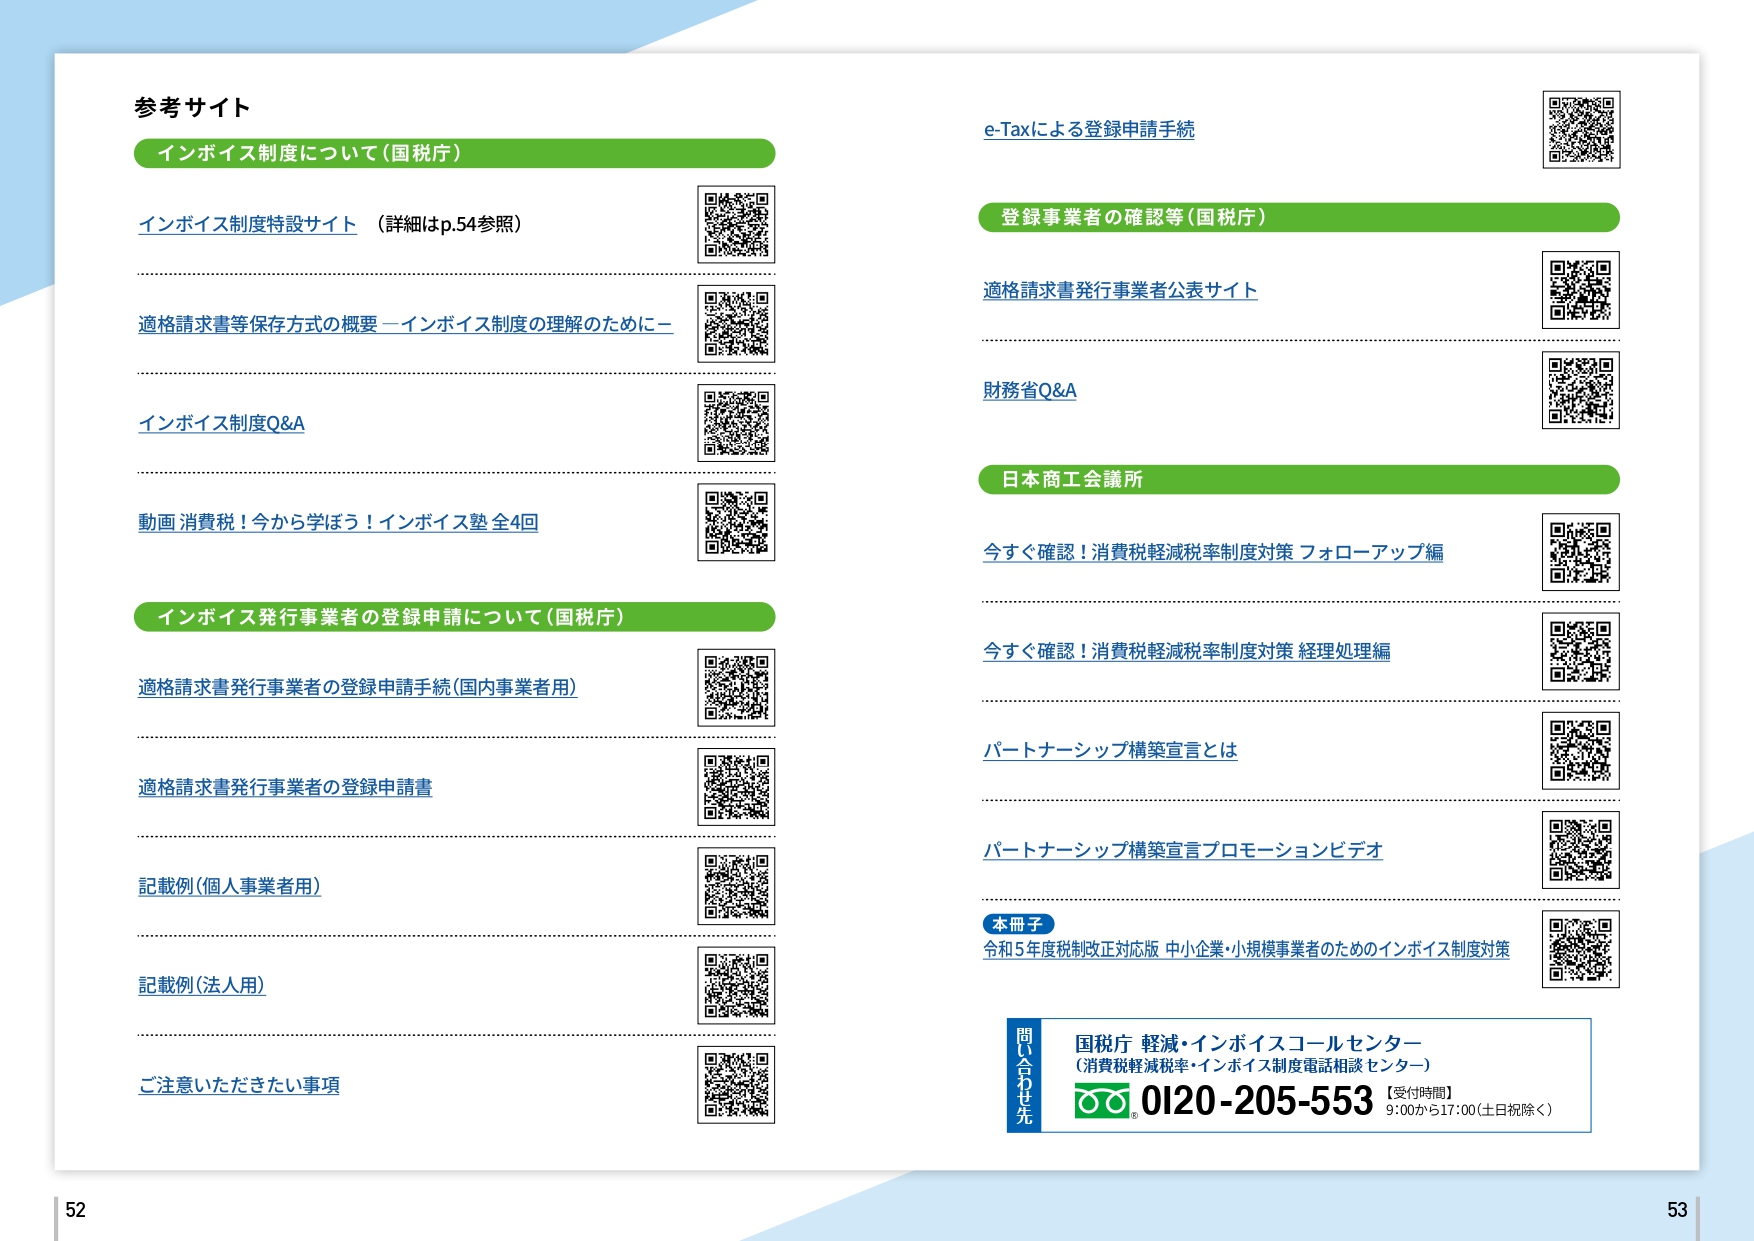 参考サイト
インボイス制度について（国税庁）
インボイス制度特設サイト （詳細はp.54参照）
適格請求書等保存方式の概要 ―インボイス制度の理解のために－
インボイス制度Q&A
動画 消費税！今から学ぼう！インボイス塾 全4回
インボイス発行事業者の登録申請について（国税庁）
適格請求書発行事業者の登録申請手続（国内事業者用）
適格請求書発行事業者の登録申請書
記載例（個人事業者用）
記載例（法人用）
ご注意いただきたい事項
52
e-Taxによる登録申請手続
登録事業者の確認等（国税庁）
適格請求書発行事業者公表サイト
財務省Q&A
日本商工会議所
今すぐ確認！消費税軽減税率制度対策 フォローアップ編
今すぐ確認！消費税軽減税率制度対策 経理処理編
パートナーシップ構築宣言とは
パートナーシップ構築宣言プロモーションビデオ
本冊子
令和5年度税制改正対応版 中小企業・小規模事業者のためのインボイス制度対策
問い合わせ先
国税庁 軽減・インボイスコールセンター
（消費税軽減税率・インボイス制度電話相談センター）
® 0120-205-553 【受付時間】
9:00から17:00（土日祝除く）
53